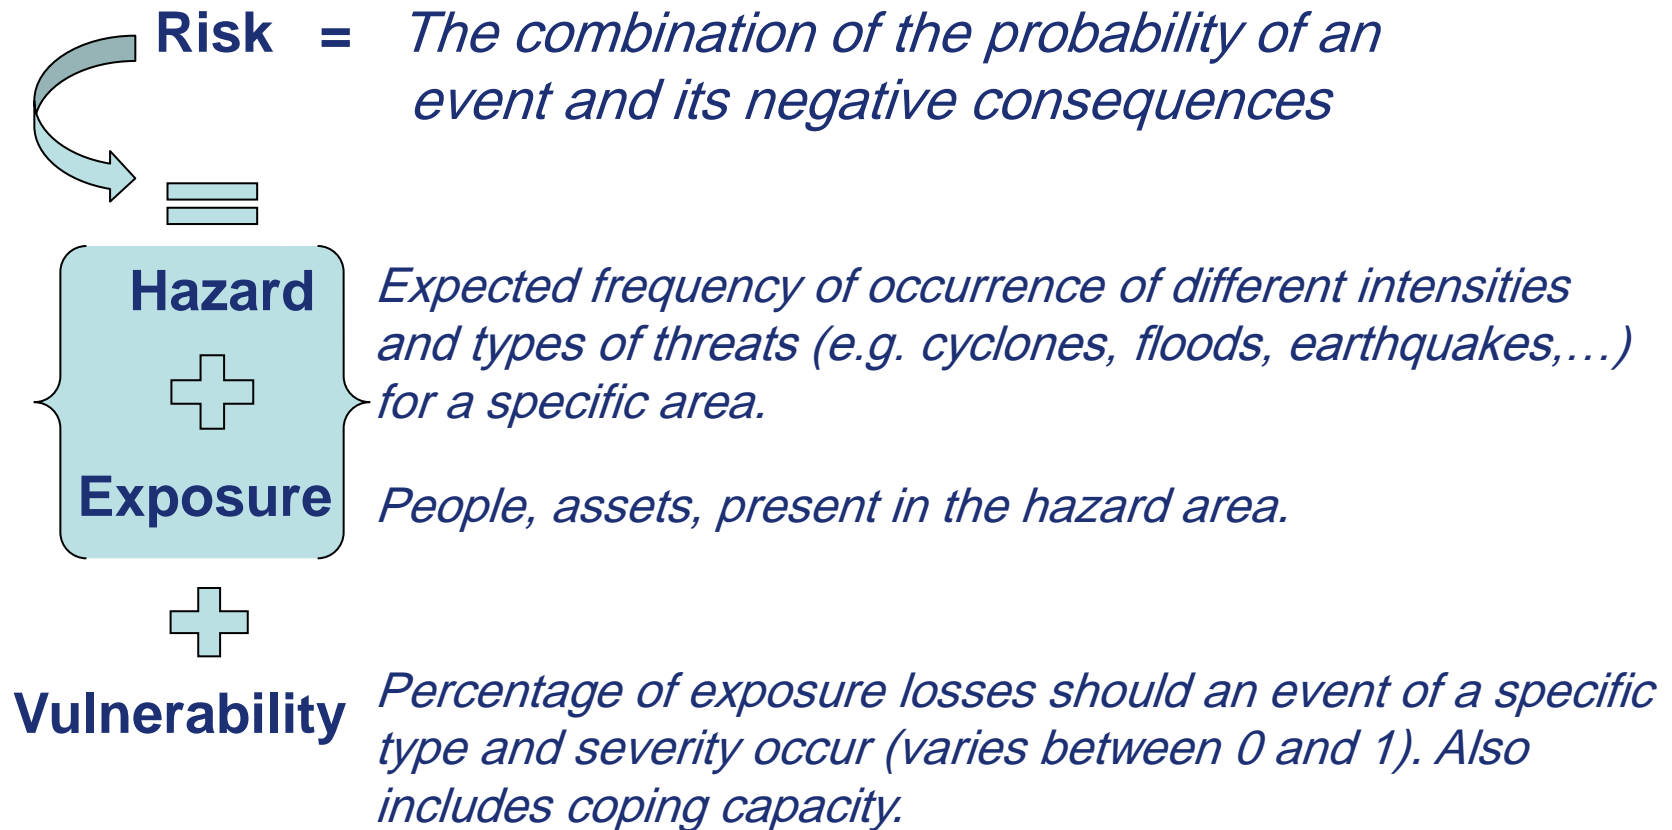 Risk = The combination of the probability of an
event and its negative consequences
Hazard
Expected frequency of occurrence of different intensities
and types of threats (e.g. cyclones, floods, earthquakes,…)
for a specific area.
Exposure
People, assets, present in the hazard area.
Vulnerability
Percentage of exposure losses should an event of a specific
type and severity occur (varies between 0 and 1). Also
includes coping capacity.